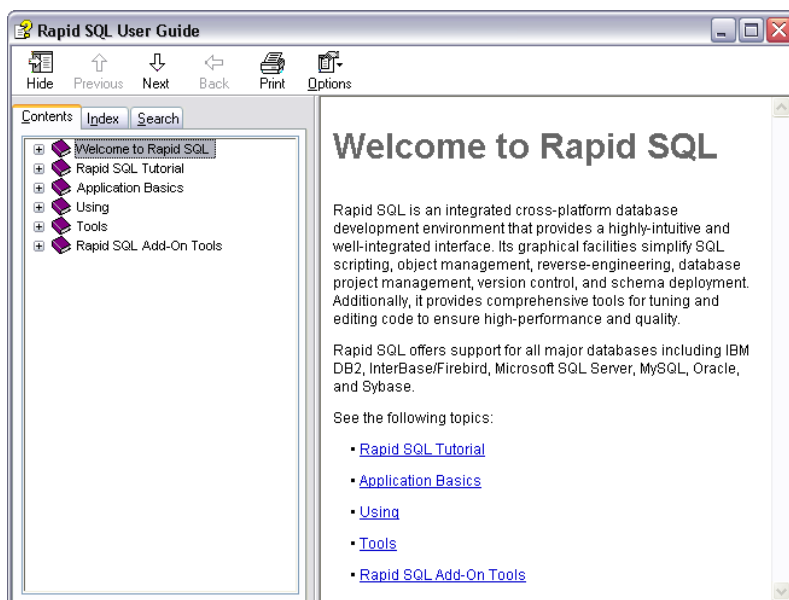 Rapid SQL User Guide
Hide
Previous
Next
Back
Print
Options
Contents
Index
Search
Welcome to Rapid SQL
Rapid SQL Tutorial
Application Basics
Using
Tools
Rapid SQL Add-On Tools
Welcome to Rapid SQL
Rapid SQL is an integrated cross-platform database
development environment that provides a highly-intuitive and
well-integrated interface. Its graphical facilities simplify SQL
scripting, object management, reverse-engineering, database
project management, version control, and schema deployment.
Additionally, it provides comprehensive tools for tuning and
editing code to ensure high-performance and quality.
Rapid SQL offers support for all major databases including IBM
DB2, InterBase/Firebird, Microsoft SQL Server, MySQL, Oracle,
and Sybase.
See the following topics:
• Rapid SQL Tutorial
• Application Basics
• Using
• Tools
• Rapid SQL Add-On Tools